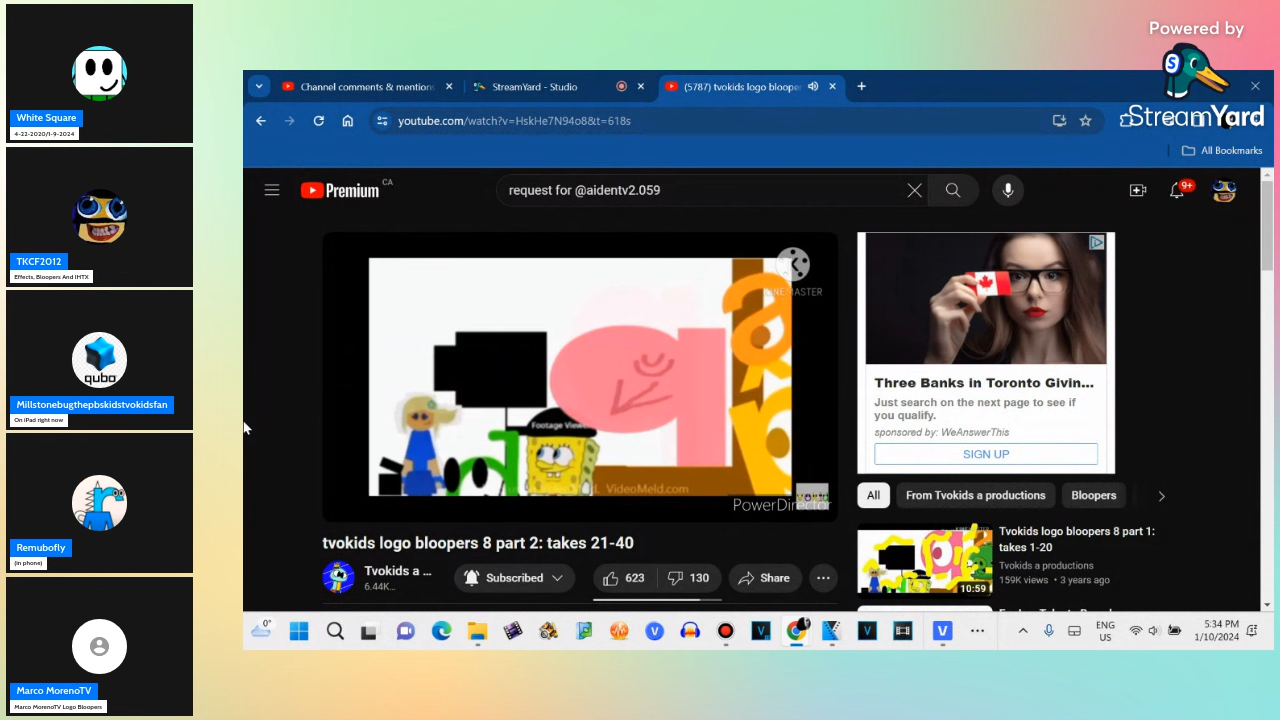 White Square
4-22-2020/1-9-2024
TKCF2012
Effects, Bloopers And IHTX
qubo
Millstonebugthepbskidstvokidsfan
On iPad right now
Remubofly
(in phone)
Marco MorenoTV
Marco MorenoTV Logo Bloopers
Powered by
S
StreamYard
Channel comments & mention
StreamYard - Studio
(5787) tvokids logo bloope
youtube.com/watch?v=HskHe7N94o8&t=618s
All Bookmarks
Premium CA
request for @aidentv2.059
9+
KINEMASTER
Footage View
VideoMeld.com
PowerDirector
tvokids logo bloopers 8 part 2: takes 21-40
Tvokids a ...
6.44K...
Subscribed
623
130
Share
Three Banks in Toronto Givin...
Just search on the next page to see if
you qualify.
sponsored by: WeAnswerThis
SIGN UP
All
From Tvokids a productions
Bloopers
10:59
Tvokids logo bloopers 8 part 1:
takes 1-20
Tvokids a productions
159K views • 3 years ago
0°
ENG
US
5:34 PM
1/10/2024